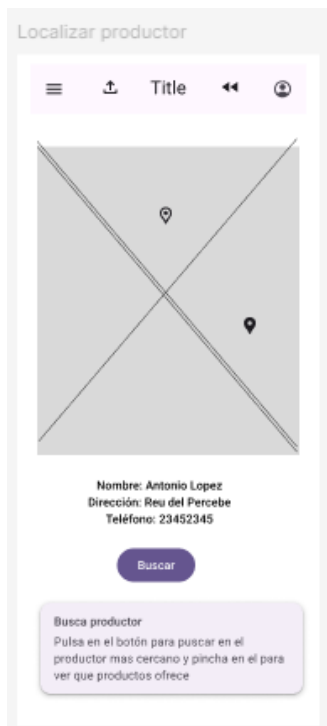 Localizar productor
Title
Nombre: Antonio Lopez
Dirección: Reu del Percebe
Teléfono: 23452345
Buscar
Busca productor
Pulsa en el botón para puscar en el
productor mas cercano y pincha en el para
ver que productos ofrece